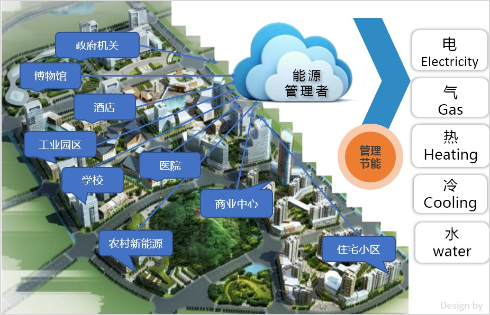 政府机关
博物馆
酒店
工业园区
学校
医院
商业中心
农村新能源
住宅小区
能源
管理者
管理
节能
电
Electricity
气
Gas
热
Heating
冷
Cooling
水
water
Design by